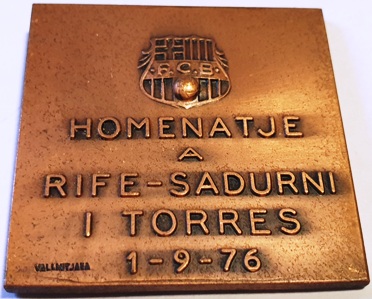 F.C.B.
HOMENATJE
A
RIFE-SADURNI
I TORRES
1-9-76
VALLMITJANA